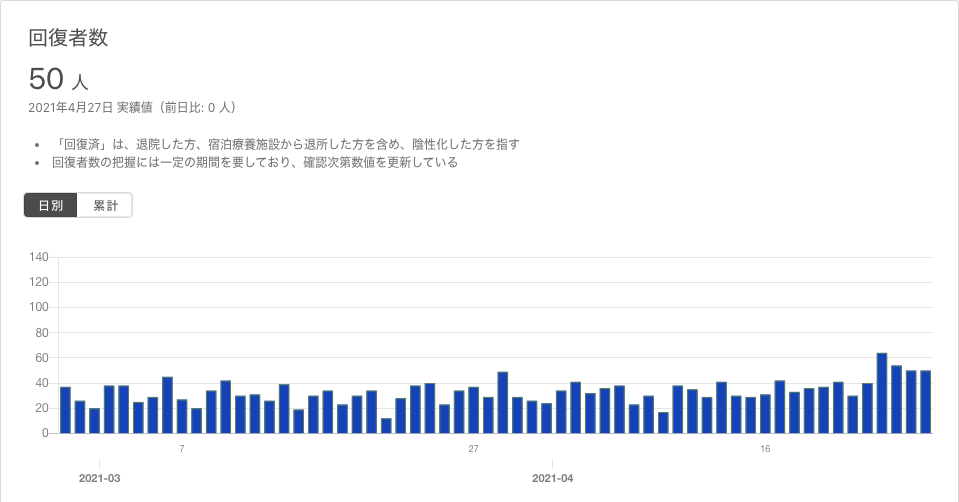 回復者数
50 人
2021年4月27日 実績値（前日比: 0 人）
• 「回復済」は、退院した方、宿泊療養施設から退所した方を含め、陰性化した方を指す
• 回復者数の把握には一定の期間を要しており、確認次第数値を更新している
日別 累計
140
120
100
80
60
40
20
0
7 27 16
2021-03 2021-04